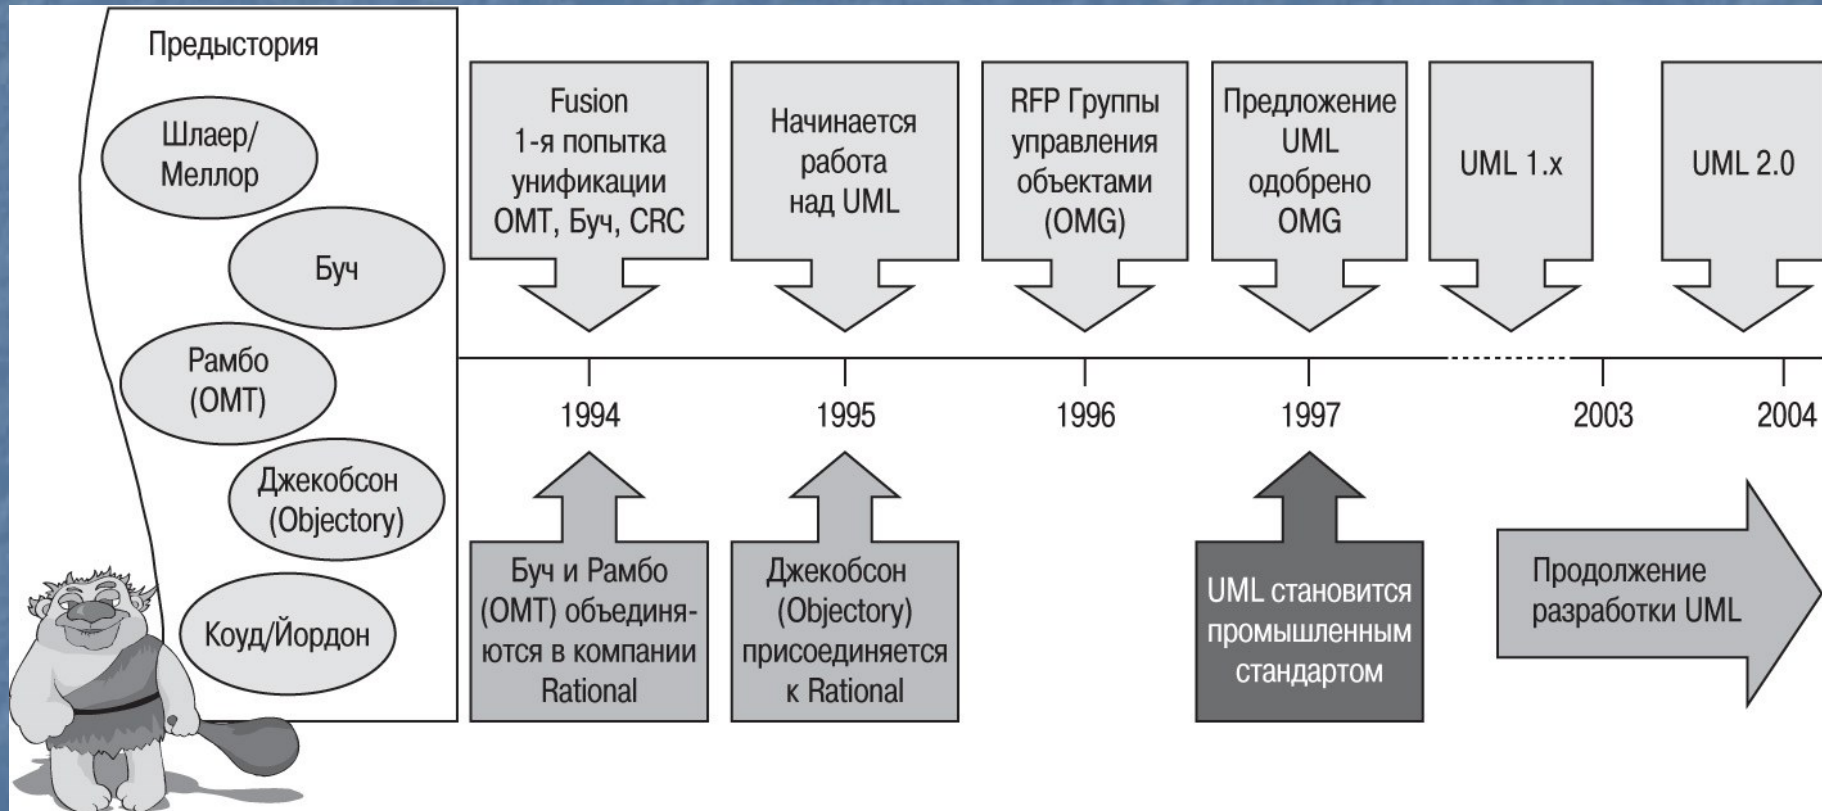 Предыстория
Шлаер/
Меллор
Буч
Рамбо
(OMT)
Джекобсон
(Objectory)
Коуд/Йордон
Fusion
1-я попытка
унификации
OMT, Буч, CRC
Начинается
работа
над UML
RFP Группы
управления
объектами
(OMG)
Предложение
UML
одобрено
OMG
UML 1.x
UML 2.0
1994
1995
1996
1997
2003
2004
Буч и Рамбо
(OMT) объединя-
ются в компании
Rational
Джекобсон
(Objectory)
присоединяется
к Rational
UML становится
промышленным
стандартом
Продолжение
разработки UML